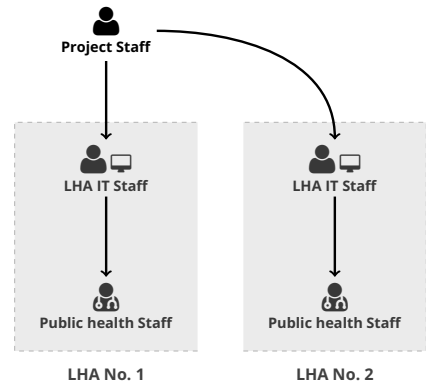 Project Staff
LHA IT Staff
LHA IT Staff
Public health Staff
Public health Staff
LHA No. 1
LHA No. 2